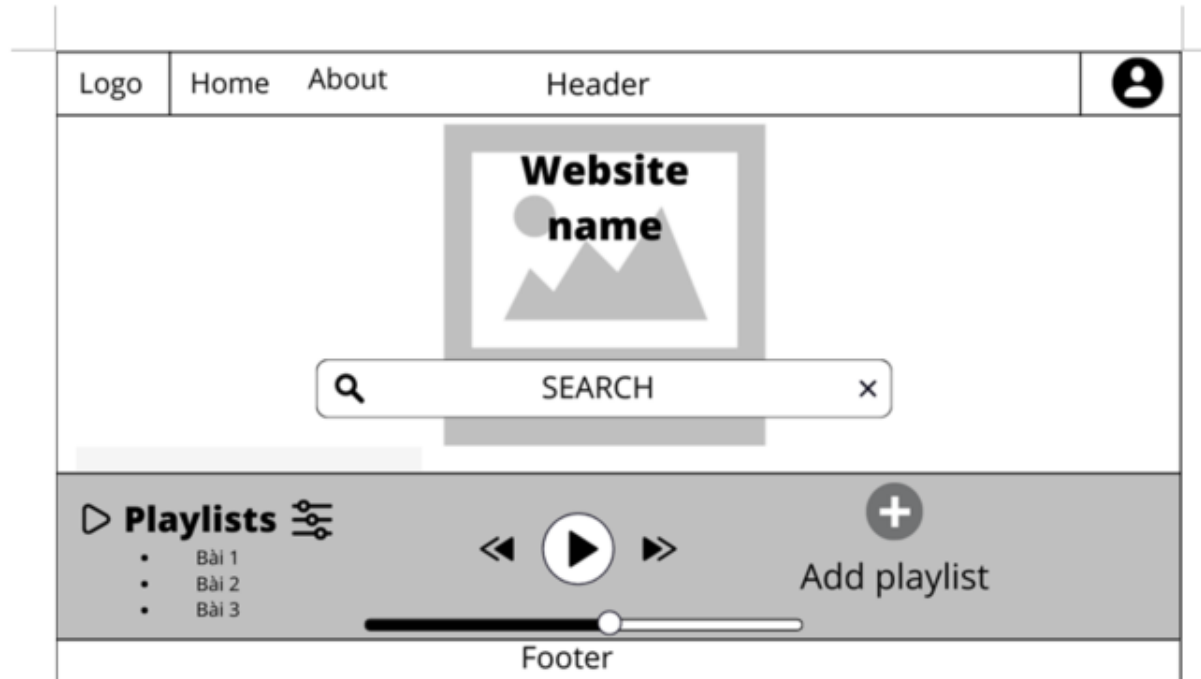 Logo
Home
About
Header
Website
name
SEARCH
Playlists
Bài 1
Bài 2
Bài 3
Add playlist
Footer